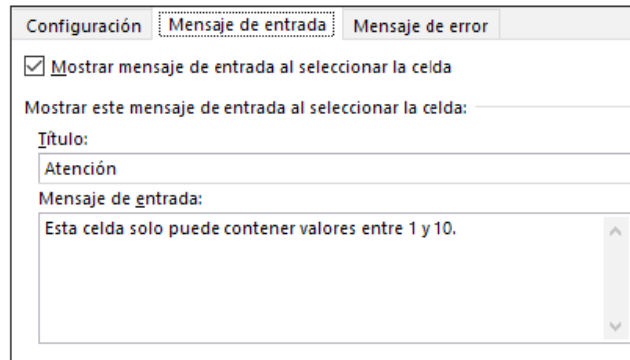 Configuración Mensaje de entrada Mensaje de error
Mostrar mensaje de entrada al seleccionar la celda
Mostrar este mensaje de entrada al seleccionar la celda:
Título:
Atención
Mensaje de entrada:
Esta celda solo puede contener valores entre 1 y 10.